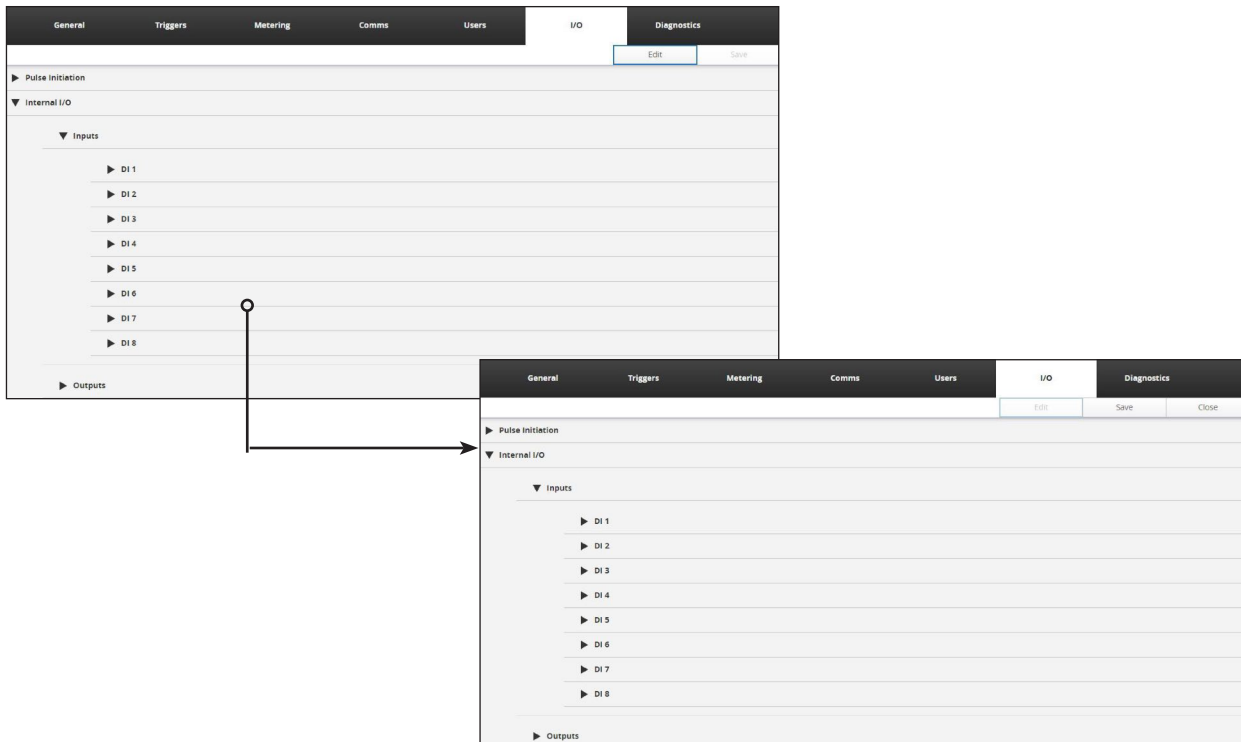 General Triggers Metering Comms Users I/O Diagnostics
Edit Save
Pulse Initiation
Internal I/O
Inputs
DI 1
DI 2
DI 3
DI 4
DI 5
DI 6
DI 7
DI 8
Outputs
General Triggers Metering Comms Users I/O Diagnostics
Edit Save Close
Pulse Initiation
Internal I/O
Inputs
DI 1
DI 2
DI 3
DI 4
DI 5
DI 6
DI 7
DI 8
Outputs